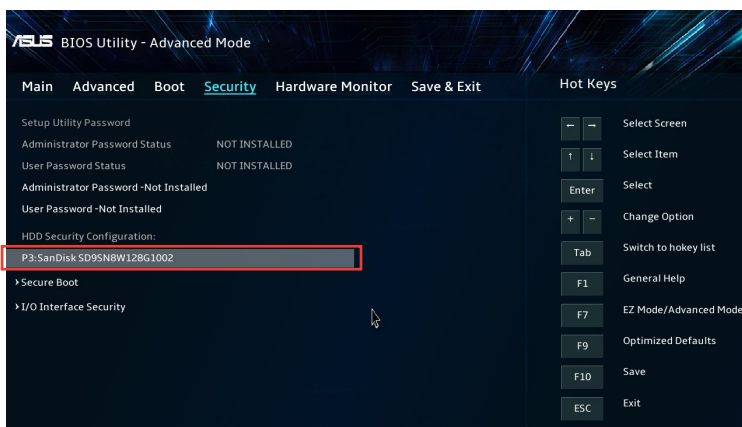 ASUS BIOS Utility - Advanced Mode
Main Advanced Boot Security Hardware Monitor Save & Exit
Setup Utility Password
Administrator Password Status NOT INSTALLED
User Password Status NOT INSTALLED
Administrator Password -Not Installed
User Password -Not Installed
HDD Security Configuration:
P3:SanDisk SD9SN8W128G1002
Secure Boot
I/O Interface Security
Hot Keys
← → Select Screen
↑ ↓ Select Item
Enter Select
+ − Change Option
Tab Switch to hokey list
F1 General Help
F7 EZ Mode/Advanced Mode
F9 Optimized Defaults
F10 Save
ESC Exit